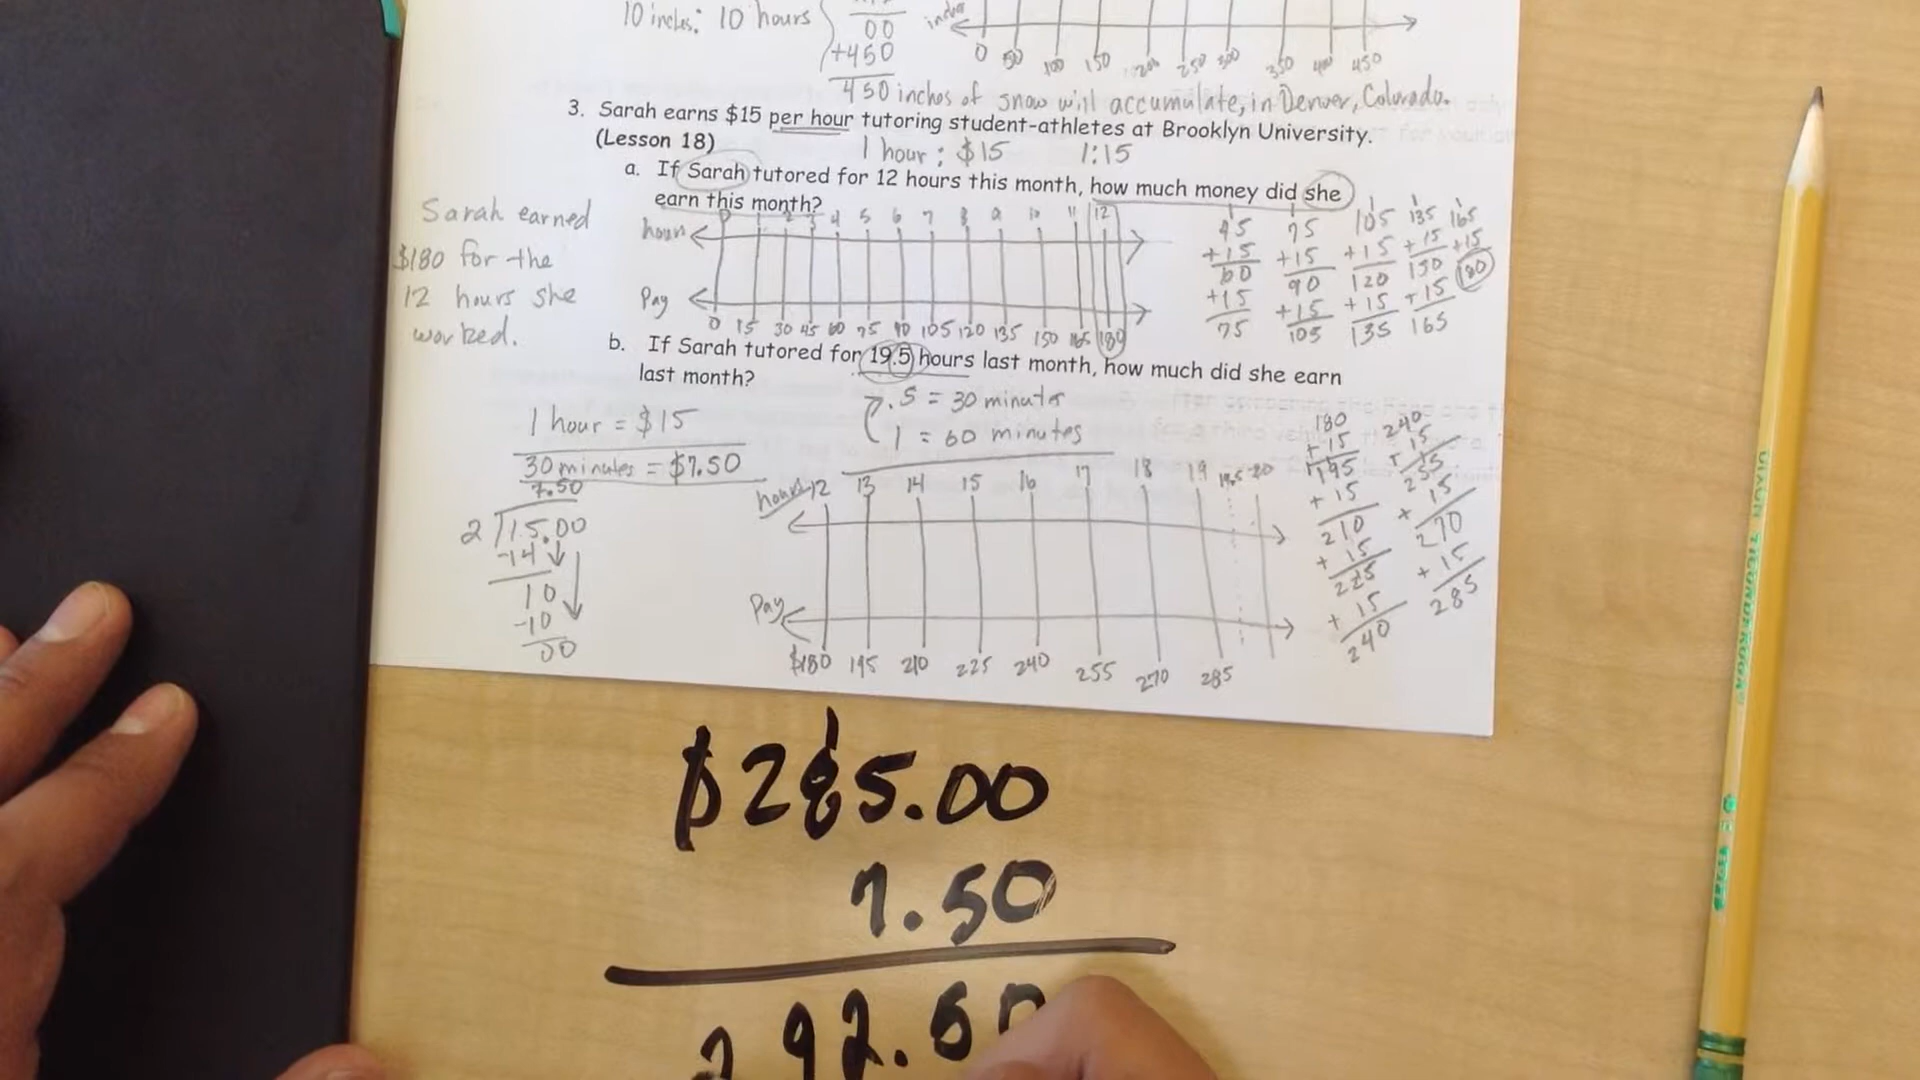 10 inches: 10 hours
00
+450
450 inches of snow will accumulate, in Denver, Colorado.
inches
0 50 100 150 200 250 300 350 400 450
3. Sarah earns $15 per hour tutoring student-athletes at Brooklyn University.
(Lesson 18)
1 hour : $15 1:15
a. If Sarah tutored for 12 hours this month, how much money did she
earn this month?
Sarah earned
$180 for the
12 hours she
worked.
hours
0 1 2 3 4 5 6 7 8 9 10 11 12
Pay
0 15 30 45 60 75 90 105 120 135 150 165 180
45
+15
60
+15
75
75
+15
90
+15
105
105
+15
120
+15
135
135
+15
150
+15
165
165
+15
180
b. If Sarah tutored for 19.5 hours last month, how much did she earn
last month?
1 hour = $15
30 minutes = $7.50
.5 = 30 minutes
1 = 60 minutes
7.50
2 15.00
-14
10
-10
00
hours 12 13 14 15 16 17 18 19 19.5 20
Pay
$180 195 210 225 240 255 270 285
180
+15
195
+15
210
+15
225
+15
240
240
+15
255
15
270
+15
285
$285.00
7.50
292.50
DIXON TICONDEROGA